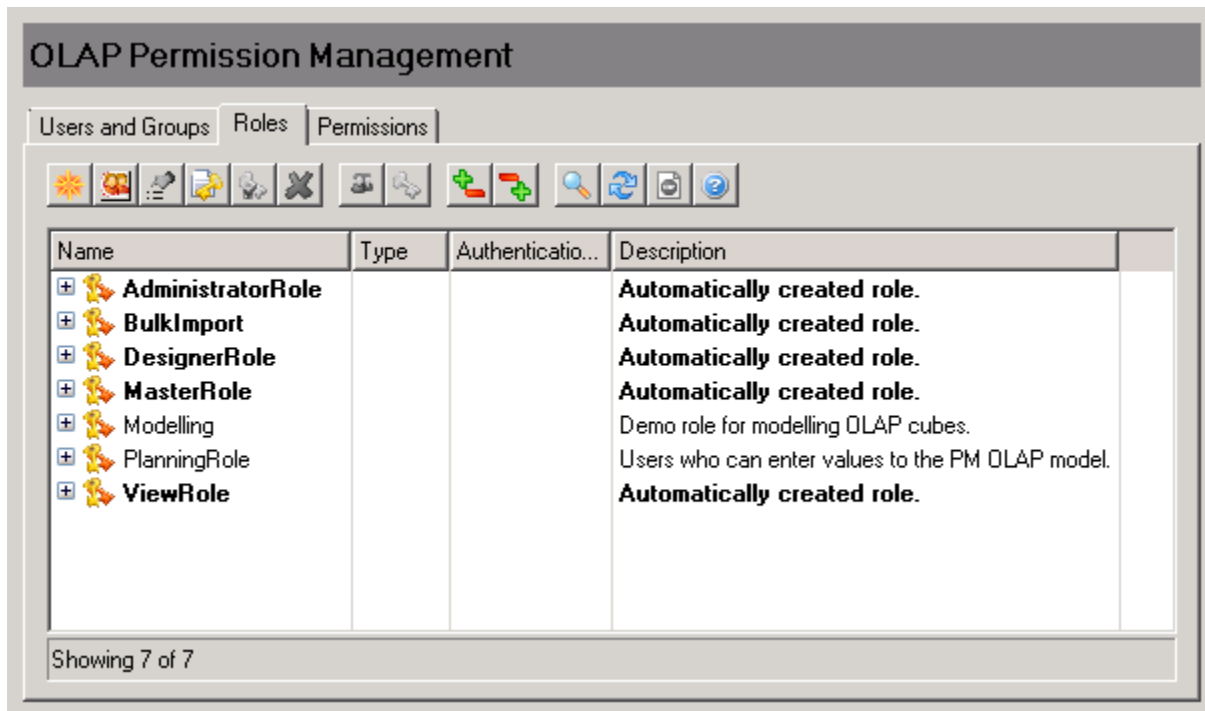 OLAP Permission Management
Users and Groups Roles Permissions
Name Type Authenticatio... Description
AdministratorRole Automatically created role.
BulkImport Automatically created role.
DesignerRole Automatically created role.
MasterRole Automatically created role.
Modelling Demo role for modelling OLAP cubes.
PlanningRole Users who can enter values to the PM OLAP model.
ViewRole Automatically created role.
Showing 7 of 7